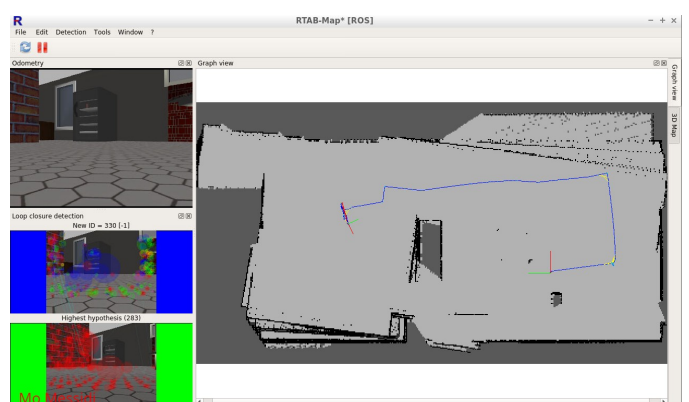 RTAB-Map* [ROS]
File Edit Detection Tools Window ?
Odometry
Graph view
Graph view
3D Map
Loop closure detection
New ID = 330 [-1]
Highest hypothesis (283)